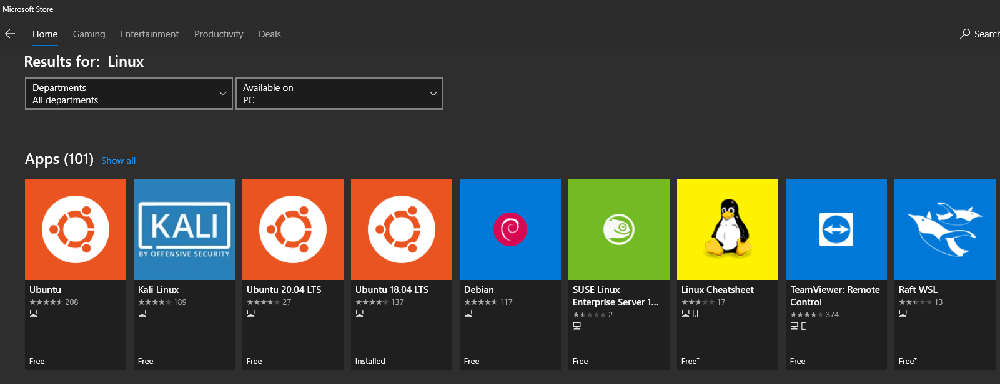 Microsoft Store
Home Gaming Entertainment Productivity Deals Search
Results for: Linux
Departments
All departments
Available on
PC
Apps (101) Show all
KALI
BY OFFENSIVE SECURITY
Ubuntu
208
Free
Kali Linux
189
Free
Ubuntu 20.04 LTS
27
Free
Ubuntu 18.04 LTS
137
Installed
Debian
117
Free
SUSE Linux
Enterprise Server 1...
2
Free
Linux Cheatsheet
17
Free+
TeamViewer: Remote
Control
374
Free
Raft WSL
13
Free+